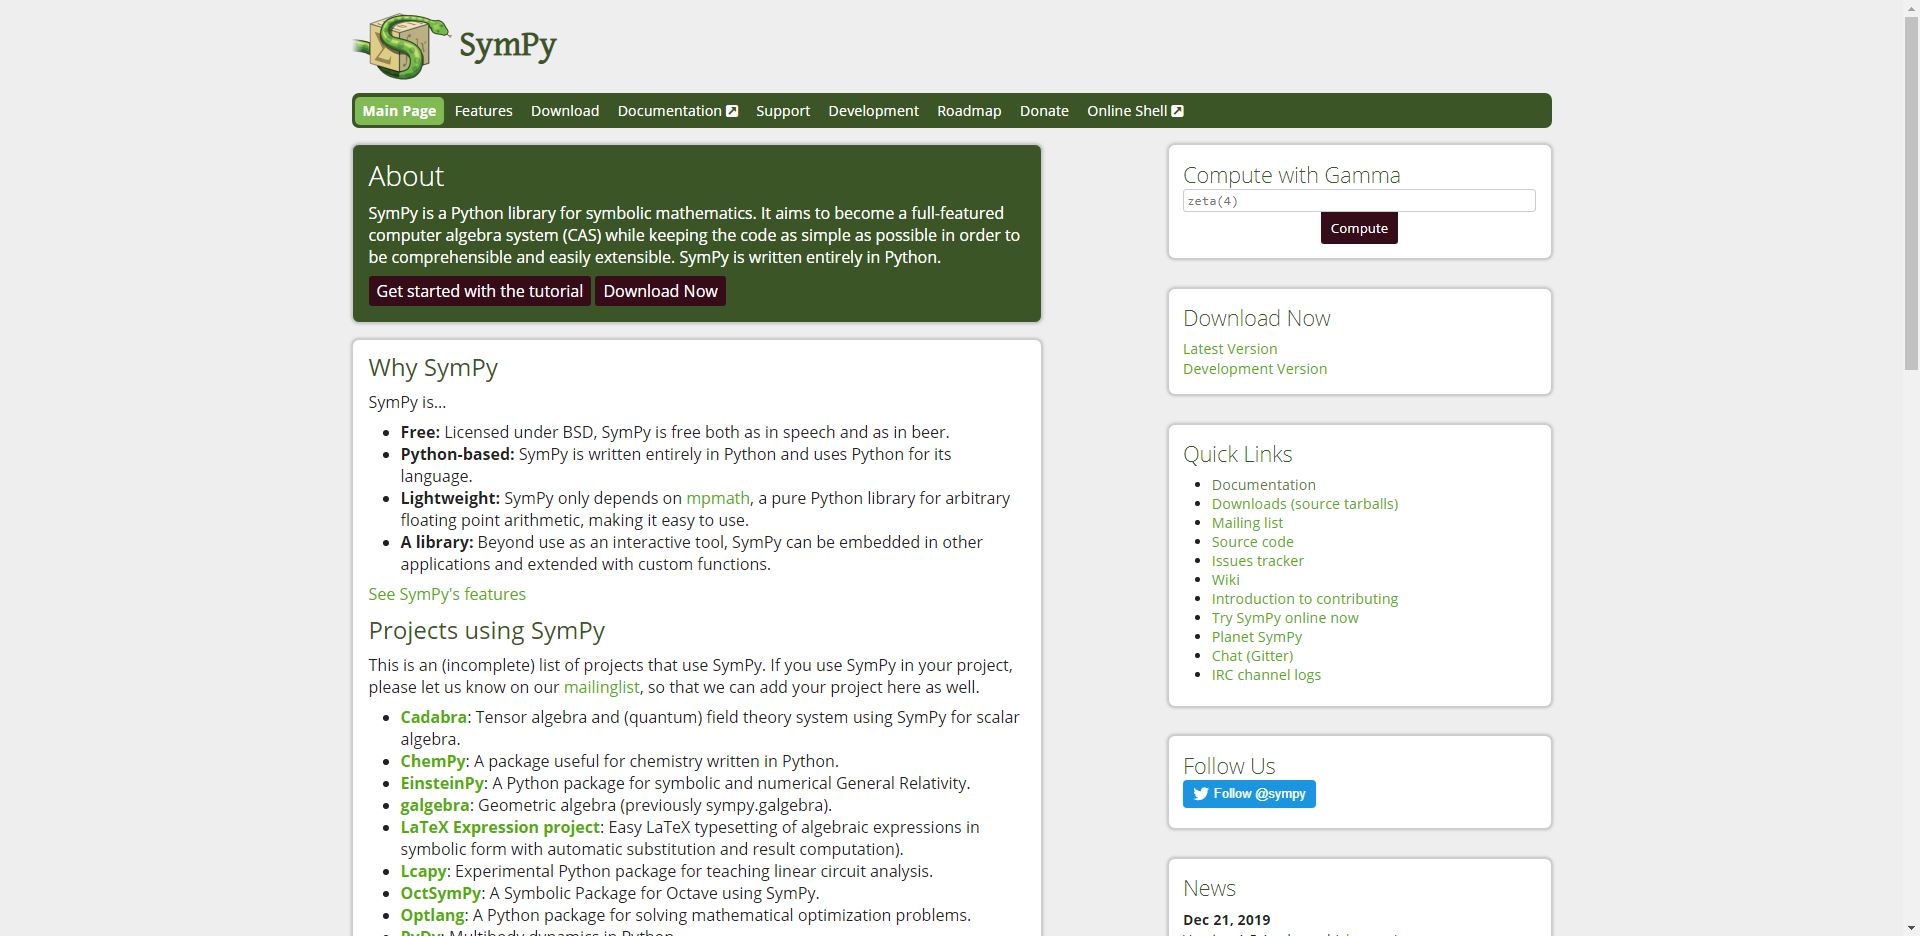 SymPy
Main Page Features Download Documentation Support Development Roadmap Donate Online Shell
About
SymPy is a Python library for symbolic mathematics. It aims to become a full-featured
computer algebra system (CAS) while keeping the code as simple as possible in order to
be comprehensible and easily extensible. SymPy is written entirely in Python.
Get started with the tutorial Download Now
Why SymPy
SymPy is...
Free: Licensed under BSD, SymPy is free both as in speech and as in beer.
Python-based: SymPy is written entirely in Python and uses Python for its
language.
Lightweight: SymPy only depends on mpmath, a pure Python library for arbitrary
floating point arithmetic, making it easy to use.
A library: Beyond use as an interactive tool, SymPy can be embedded in other
applications and extended with custom functions.
See SymPy's features
Projects using SymPy
This is an (incomplete) list of projects that use SymPy. If you use SymPy in your project,
please let us know on our mailinglist, so that we can add your project here as well.
Cadabra: Tensor algebra and (quantum) field theory system using SymPy for scalar
algebra.
ChemPy: A package useful for chemistry written in Python.
EinsteinPy: A Python package for symbolic and numerical General Relativity.
galgebra: Geometric algebra (previously sympy.galgebra).
LaTeX Expression project: Easy LaTeX typesetting of algebraic expressions in
symbolic form with automatic substitution and result computation).
Lcapy: Experimental Python package for teaching linear circuit analysis.
OctSymPy: A Symbolic Package for Octave using SymPy.
Optlang: A Python package for solving mathematical optimization problems.
PyDy: Multibody dynamics in Python.
Compute with Gamma
zeta(4)
Compute
Download Now
Latest Version
Development Version
Quick Links
Documentation
Downloads (source tarballs)
Mailing list
Source code
Issues tracker
Wiki
Introduction to contributing
Try SymPy online now
Planet SymPy
Chat (Gitter)
IRC channel logs
Follow Us
Follow @sympy
News
Dec 21, 2019